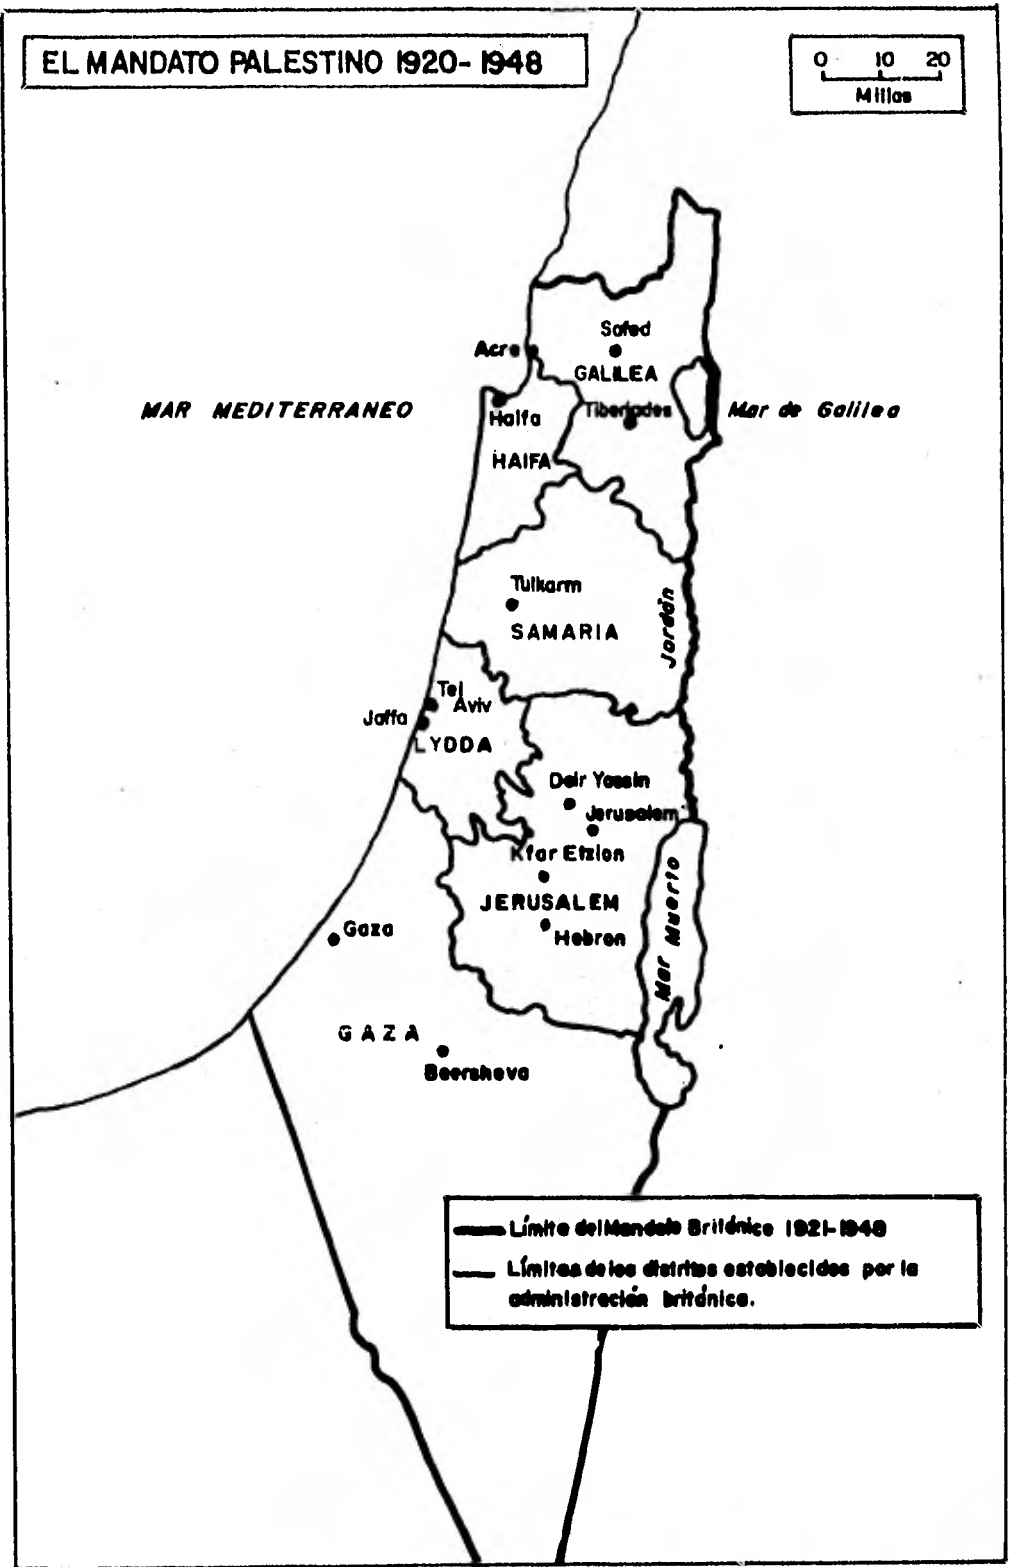 EL MANDATO PALESTINO 1920-1948
0 10 20
Millas
Safed
Acre
GALILEA
MAR MEDITERRANEO
Haifa
Tiberiades
Mar de Galilea
HAIFA
Tulkarm
SAMARIA
Jordán
Tel
Aviv
Jaffa
LYDDA
Deir Yassin
Jerusalem
Kfar Etzion
JERUSALEM
Mar Muerto
Gaza
Hebron
GAZA
Beersheva
Límite del Mandato Británico 1921-1948
Límites de los distritos establecidos por la
administración británica.